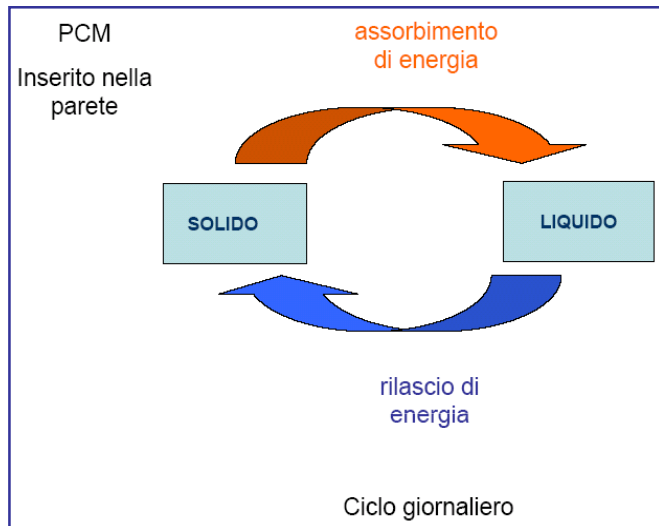 PCM
Inserito nella
parete
assorbimento
di energia
SOLIDO
LIQUIDO
rilascio di
energia
Ciclo giornaliero